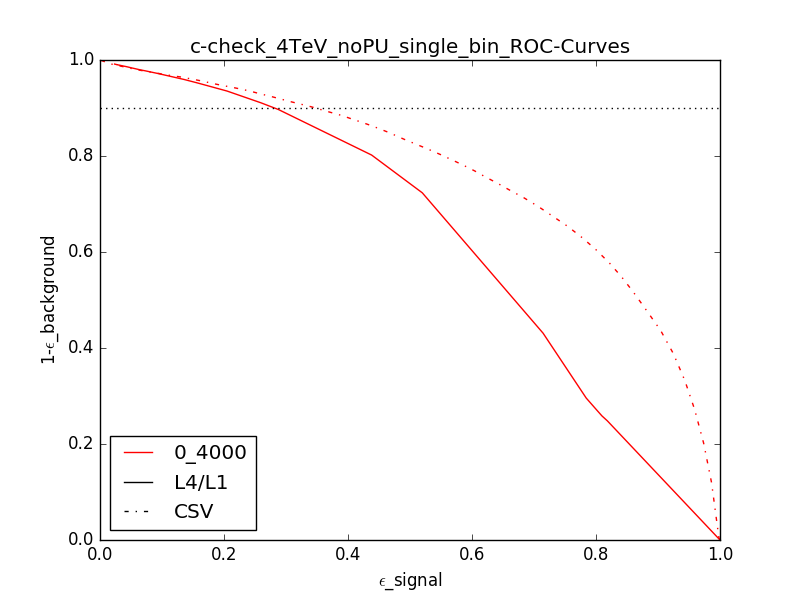 c-check_4TeV_noPU_single_bin_ROC-Curves
1.0
0.8
0.6
0.4
0.2
0.0
1-ϵ_background
0_4000
L4/L1
CSV
0.0 0.2 0.4 0.6 0.8 1.0
ϵ_signal